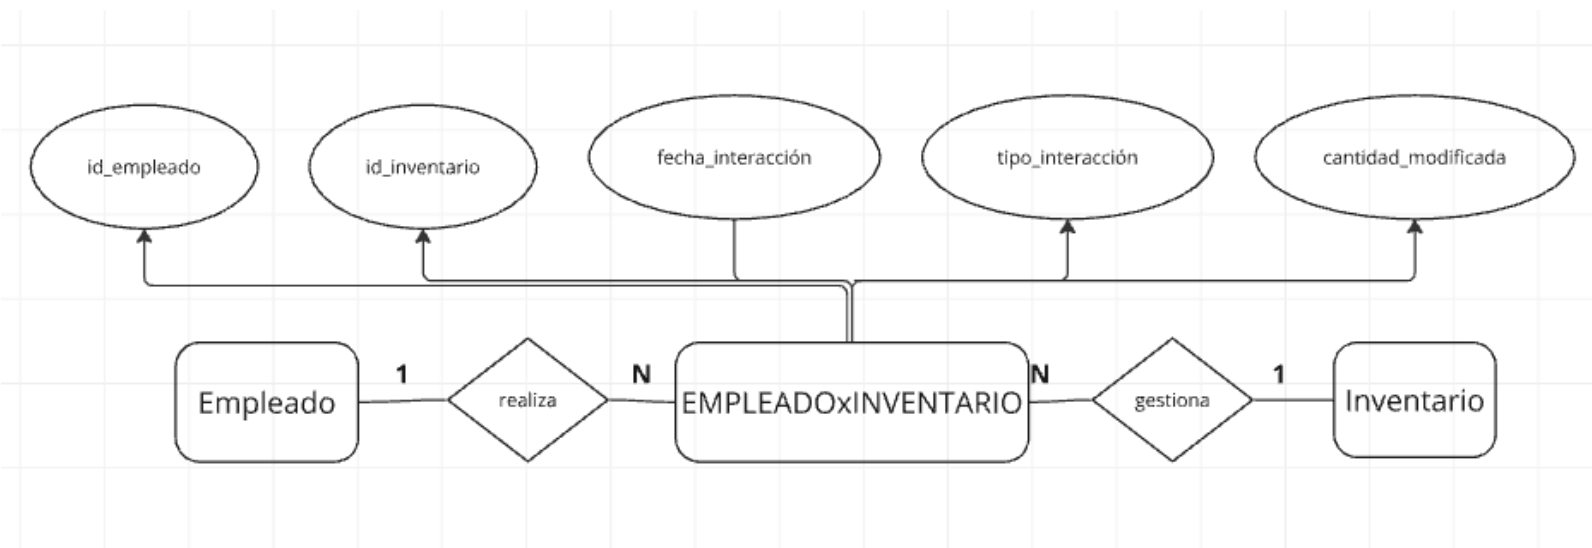 id_empleado
id_inventario
fecha_interacción
tipo_interacción
cantidad_modificada
Empleado
1
realiza
N
EMPLEADOxINVENTARIO
N
gestiona
1
Inventario